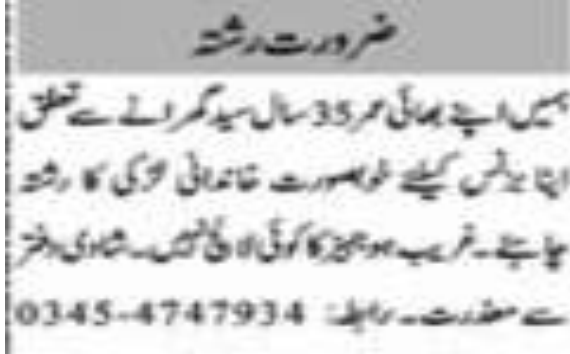 ضرورت رشتہ
ہمیں اپنے بھائی عمر 35 سال سید گھرانے سے تعلق
اپنا بزنس کیلئے خوبصورت خاندانی لڑکی کا رشتہ
چاہئے۔ غریب ہو جہیز کا کوئی لالچ نہیں۔ شادی دفتر
سے معذرت۔ رابطہ: 0345-4747934